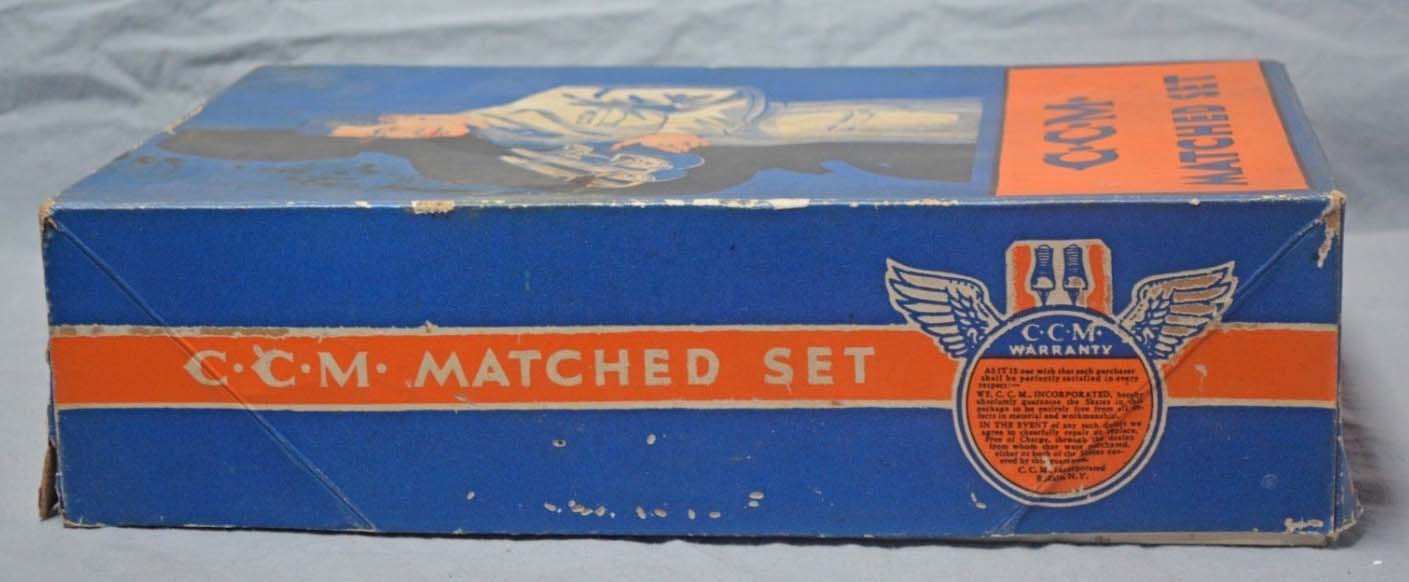 C·C·M·
MATCHED SET
C·C·M· MATCHED SET
C·C·M·
WARRANTY
AS IT IS our wish that each purchaser
shall be perfectly satisfied in every
respect:—
WE, C. C. M., INCORPORATED, hereby
absolutely guarantee the Skates in this
package to be entirely free from all de-
fects in material and workmanship.
IN THE EVENT of any such defect we
agree to cheerfully repair or replace,
Free of Charge, through the dealer
from whom they were purchased,
either or both of the Skates cov-
ered by this
C. C. M., Incorporated
Buffalo, N.Y.